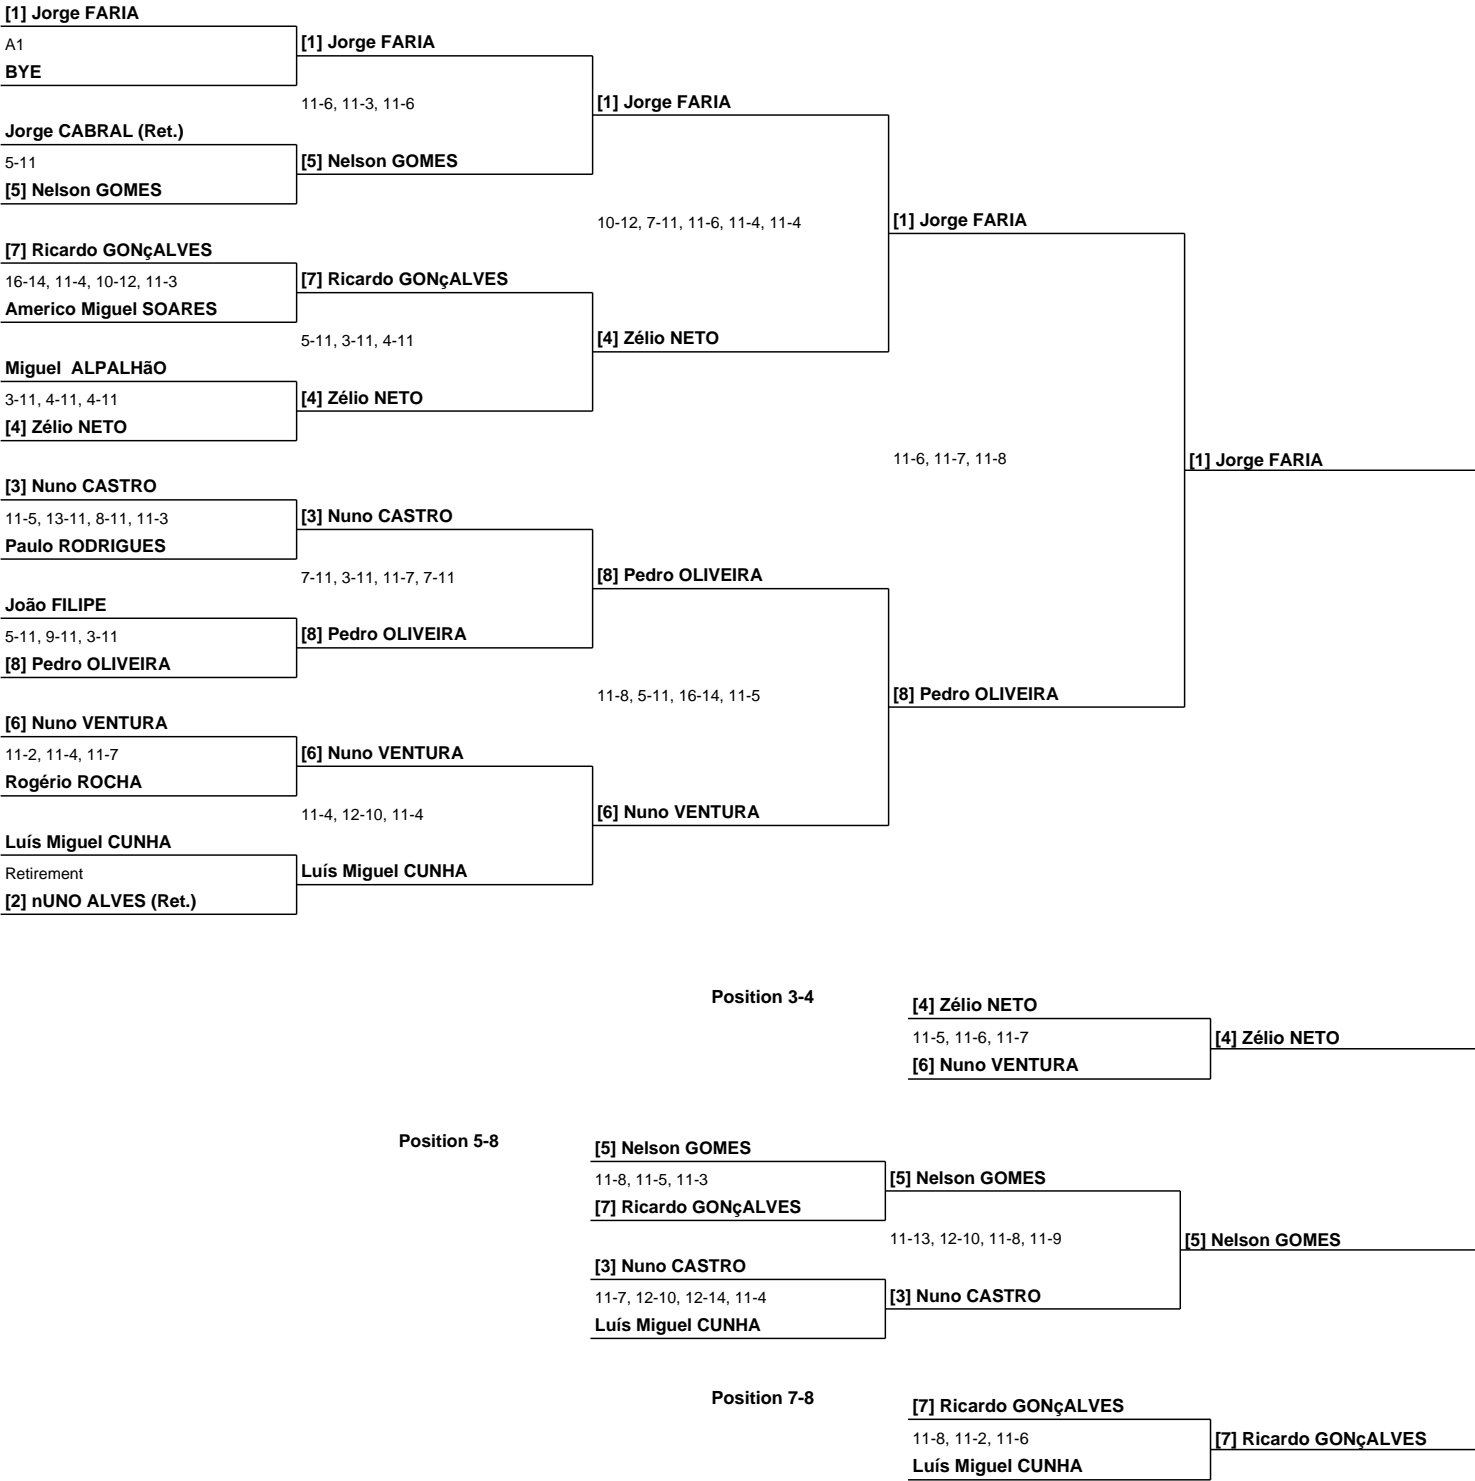 [1] Jorge FARIA
A1
[1] Jorge FARIA
BYE
11-6, 11-3, 11-6
[1] Jorge FARIA
Jorge CABRAL (Ret.)
5-11
[5] Nelson GOMES
[5] Nelson GOMES
10-12, 7-11, 11-6, 11-4, 11-4
[1] Jorge FARIA
[7] Ricardo GONçALVES
16-14, 11-4, 10-12, 11-3
[7] Ricardo GONçALVES
Americo Miguel SOARES
5-11, 3-11, 4-11
[4] Zélio NETO
Miguel  ALPALHãO
3-11, 4-11, 4-11
[4] Zélio NETO
[4] Zélio NETO
11-6, 11-7, 11-8
[1] Jorge FARIA
[3] Nuno CASTRO
11-5, 13-11, 8-11, 11-3
[3] Nuno CASTRO
Paulo RODRIGUES
7-11, 3-11, 11-7, 7-11
[8] Pedro OLIVEIRA
João FILIPE
5-11, 9-11, 3-11
[8] Pedro OLIVEIRA
[8] Pedro OLIVEIRA
11-8, 5-11, 16-14, 11-5
[8] Pedro OLIVEIRA
[6] Nuno VENTURA
11-2, 11-4, 11-7
[6] Nuno VENTURA
Rogério ROCHA
11-4, 12-10, 11-4
[6] Nuno VENTURA
Luís Miguel CUNHA
Retirement
Luís Miguel CUNHA
[2] nUNO ALVES (Ret.)
Position 3-4
[4] Zélio NETO
11-5, 11-6, 11-7
[4] Zélio NETO
[6] Nuno VENTURA
Position 5-8
[5] Nelson GOMES
11-8, 11-5, 11-3
[5] Nelson GOMES
[7] Ricardo GONçALVES
11-13, 12-10, 11-8, 11-9
[5] Nelson GOMES
[3] Nuno CASTRO
11-7, 12-10, 12-14, 11-4
[3] Nuno CASTRO
Luís Miguel CUNHA
Position 7-8
[7] Ricardo GONçALVES
11-8, 11-2, 11-6
[7] Ricardo GONçALVES
Luís Miguel CUNHA